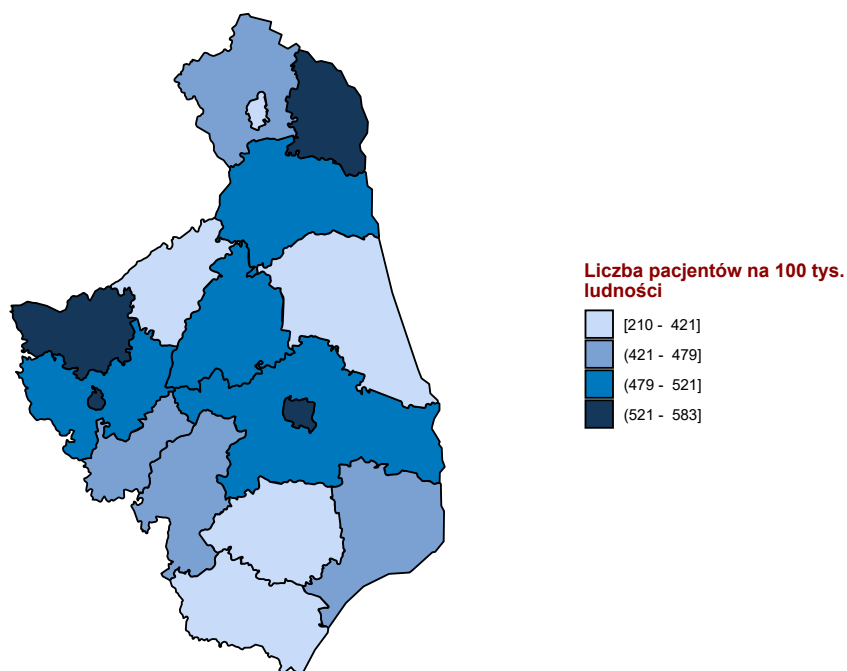 Liczba pacjentów na 100 tys.
ludności
[210 - 421]
(421 - 479]
(479 - 521]
(521 - 583]